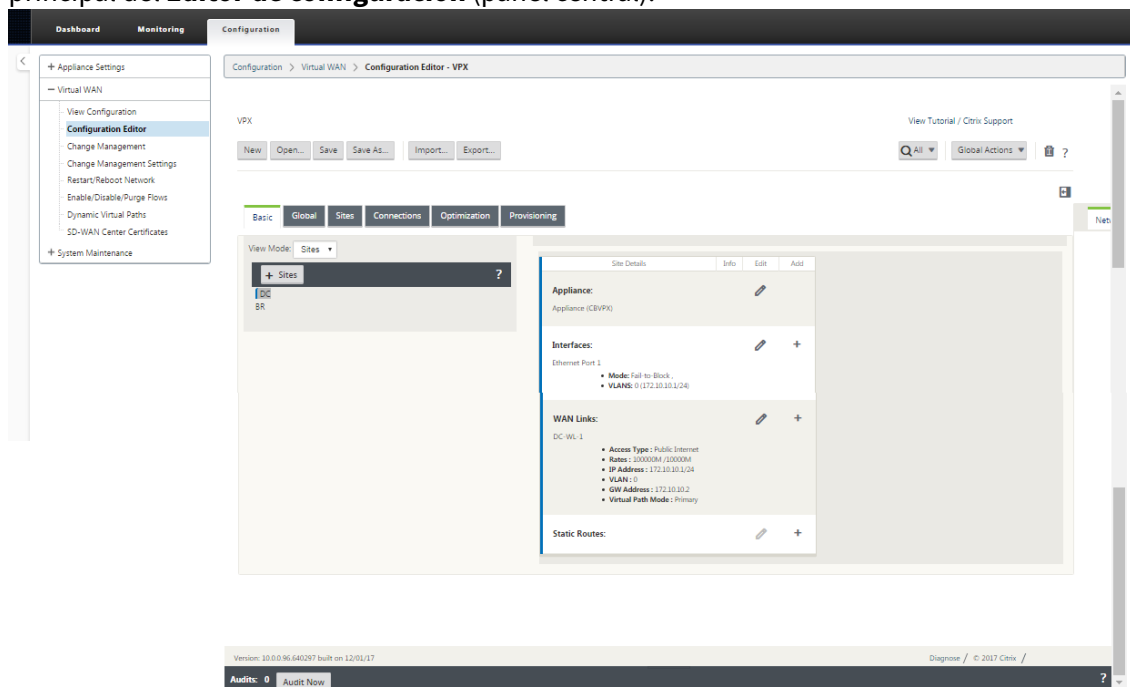 principal del Editor de configuración (panel central).
Dashboard Monitoring Configuration
+ Appliance Settings
− Virtual WAN
View Configuration
Configuration Editor
Change Management
Change Management Settings
Restart/Reboot Network
Enable/Disable/Purge Flows
Dynamic Virtual Paths
SD-WAN Center Certificates
+ System Maintenance
Configuration > Virtual WAN > Configuration Editor - VPX
VPX
View Tutorial / Citrix Support
New Open... Save Save As... Import... Export...
All Global Actions ?
Basic Global Sites Connections Optimization Provisioning
View Mode: Sites
+ Sites ?
DC
BR
Site Details Info Edit Add
Appliance:
Appliance (CBVPX)
Interfaces: +
Ethernet Port 1
• Mode: Fail-to-Block ,
• VLANS: 0 (172.10.10.1/24)
WAN Links: +
DC-WL-1
• Access Type : Public Internet
• Rates : 100000M /10000M
• IP Address : 172.10.10.1/24
• VLAN : 0
• GW Address : 172.10.10.2
• Virtual Path Mode : Primary
Static Routes: +
Version: 10.0.0.96.640297 built on 12/01/17
Diagnose / © 2017 Citrix /
Audits: 0 Audit Now ?